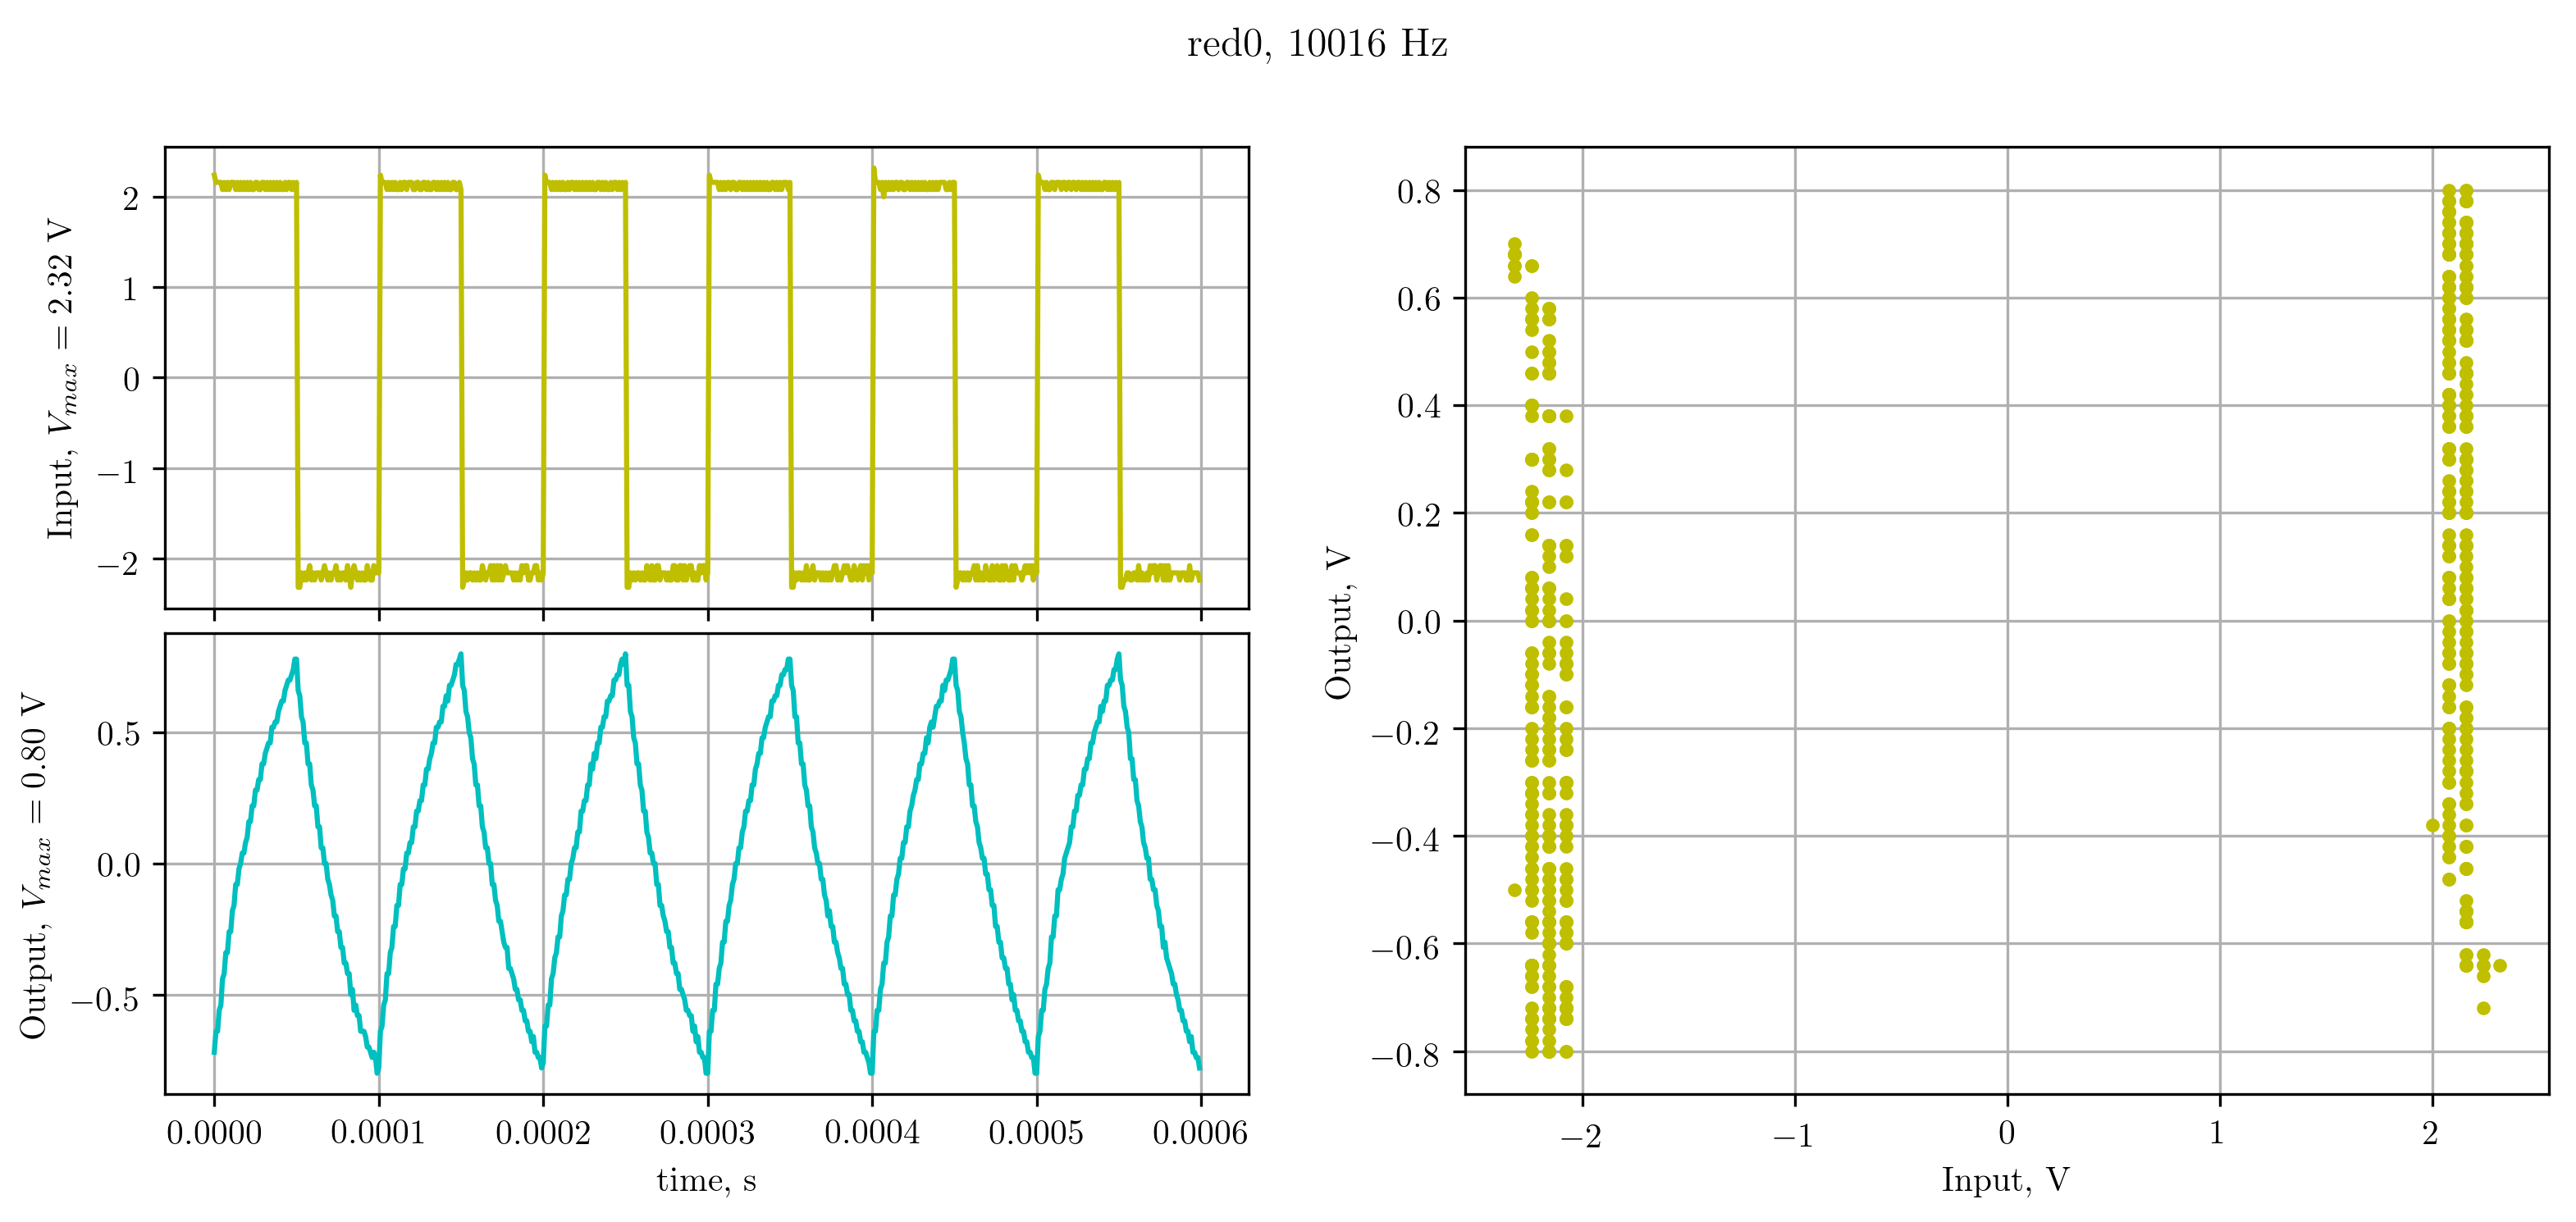 red0, 10016 Hz
Input, V_max = 2.32 V
2
1
0
−1
−2
Output, V_max = 0.80 V
0.5
0.0
−0.5
0.0000 0.0001 0.0002 0.0003 0.0004 0.0005 0.0006
time, s
Output, V
0.8
0.6
0.4
0.2
0.0
−0.2
−0.4
−0.6
−0.8
−2 −1 0 1 2
Input, V